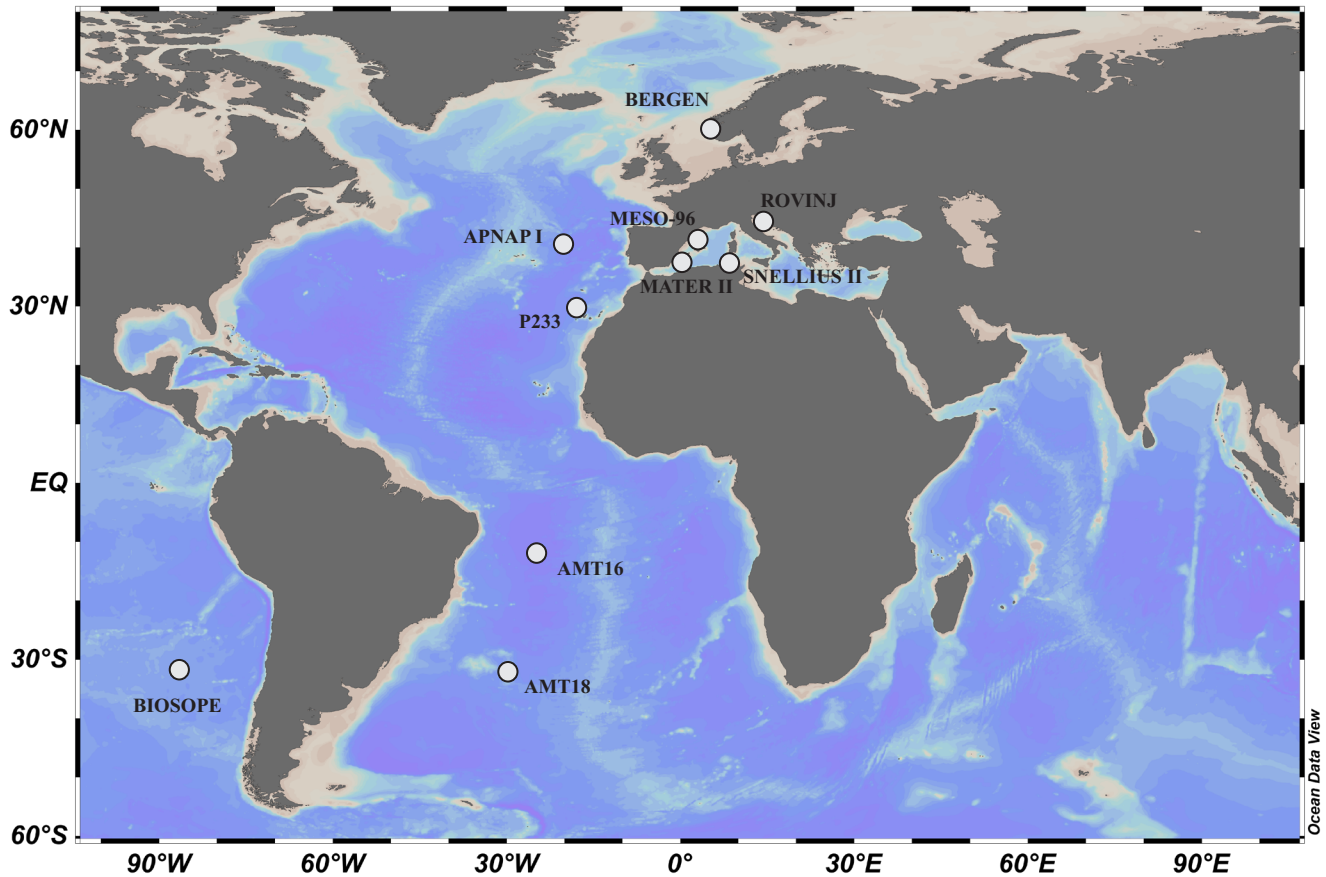 BERGEN
60°N
ROVINJ
MESO-96
APNAP I
SNELLIUS II
MATER II
30°N
P233
EQ
AMT16
30°S
AMT18
BIOSOPE
60°S
90°W
60°W
30°W
0°
30°E
60°E
90°E
Ocean Data View